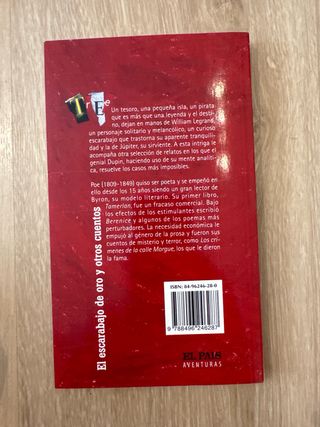 Un tesoro, una pequeña isla, un pirata
que es más que una leyenda y el desti-
no, dejan en manos de William Legrand,
un personaje solitario y melancólico, un curioso
escarabajo que trastorna su aparente tranquili-
dad y la de Júpiter, su sirviente. A esta intriga le
acompaña otra selección de relatos en los que el
genial Dupin, haciendo uso de su mente analíti-
ca, resuelve los casos más imposibles.
Poe (1809-1849) quiso ser poeta y se empeñó en
ello desde los 15 años siendo un gran lector de
Byron, su modelo literario. Su primer libro,
Tamerlan, fue un fracaso comercial. Bajo
los efectos de los estimulantes escribió
Berenice y algunos de los poemas más
perturbadores. La necesidad económica le
empujó al género de la prosa y fueron sus
cuentos de misterio y terror, como Los crí-
menes de la calle Morgue, los que le dieron
la fama.
El escarabajo de oro y otros cuentos
ISBN: 84-96246-28-0
9 788496 246287
EL PAIS
AVENTURAS